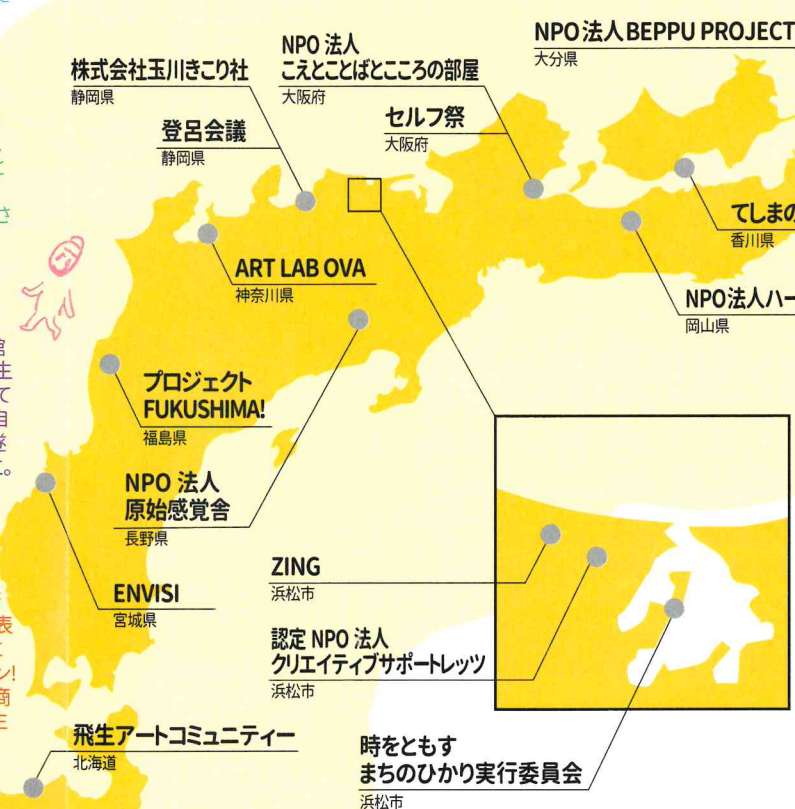 NPO法人BEPPU PROJECT
大分県
NPO 法人
こえとことばとこころの部屋
大阪府
株式会社玉川きこり社
静岡県
セルフ祭
大阪府
登呂会議
静岡県
てしまの
香川県
ART LAB OVA
神奈川県
NPO法人ハー
岡山県
プロジェクト
FUKUSHIMA!
福島県
NPO 法人
原始感覚舎
長野県
ZING
浜松市
ENVISI
宮城県
認定 NPO 法人
クリエイティブサポートレッツ
浜松市
飛生アートコミュニティー
北海道
時をともす
まちのひかり実行委員会
浜松市